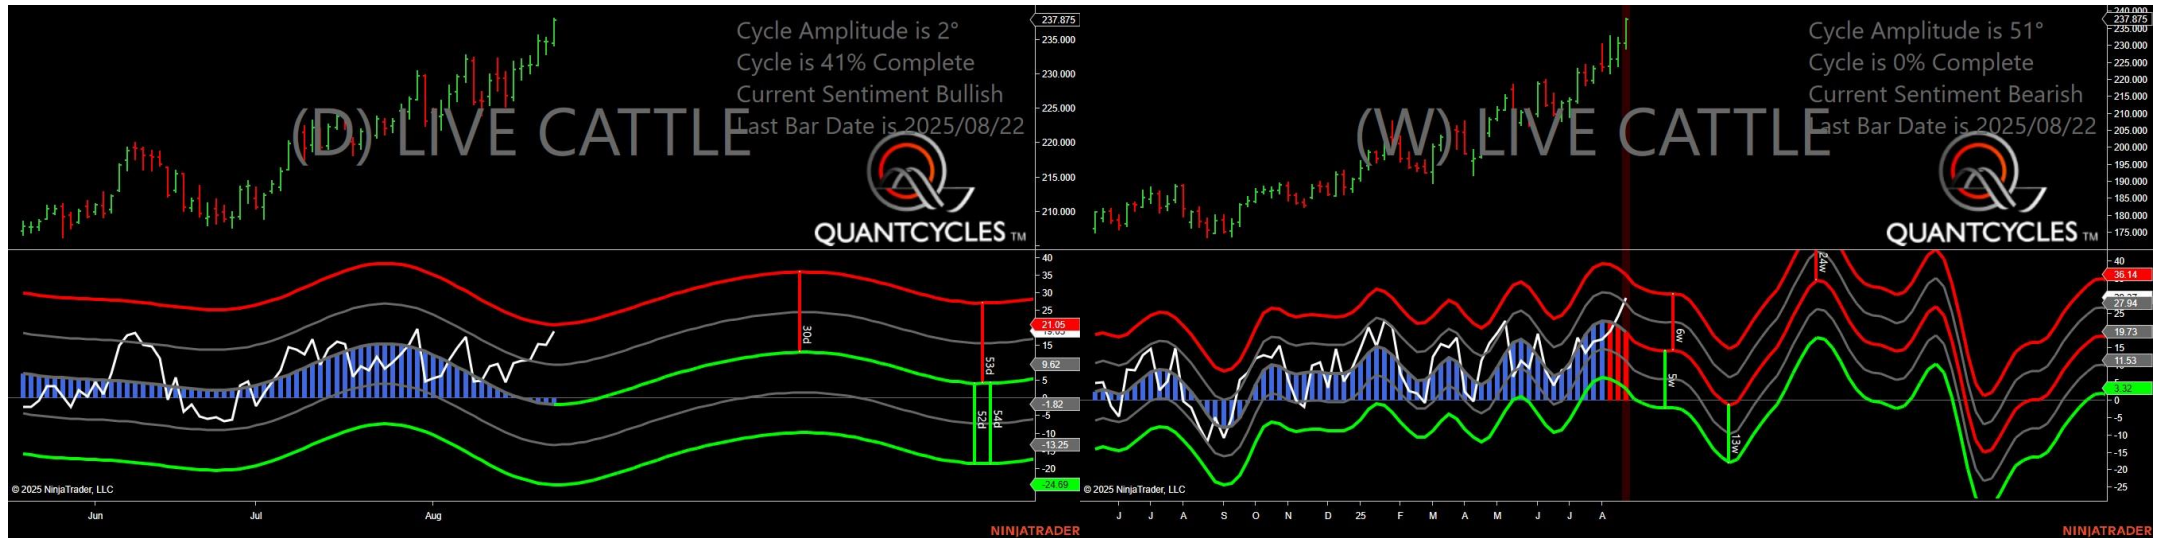 Cycle Amplitude is 2°
Cycle is 41% Complete
Current Sentiment Bullish
Last Bar Date is 2025/08/22
(D) LIVE CATTLE
QUANTCYCLES TM
237.875
235.000
230.000
225.000
220.000
215.000
210.000
40
35
30
25
21.05
15
9.62
5
0
-1.82
-5
-10
-13.25
-20
-24.69
30d
53d
52d
54d
© 2025 NinjaTrader, LLC
Jun Jul Aug
NINJATRADER
Cycle Amplitude is 51°
Cycle is 0% Complete
Current Sentiment Bearish
Last Bar Date is 2025/08/22
(W) LIVE CATTLE
QUANTCYCLES TM
240.000
237.875
235.000
230.000
225.000
220.000
215.000
210.000
205.000
200.000
195.000
190.000
185.000
180.000
175.000
40
36.14
27.94
25
19.73
15
11.53
3.32
0
-5
-10
-15
-20
-25
24w
6w
5w
13w
© 2025 NinjaTrader, LLC
J J A S O N D 25 F M A M J J A
NINJATRADER